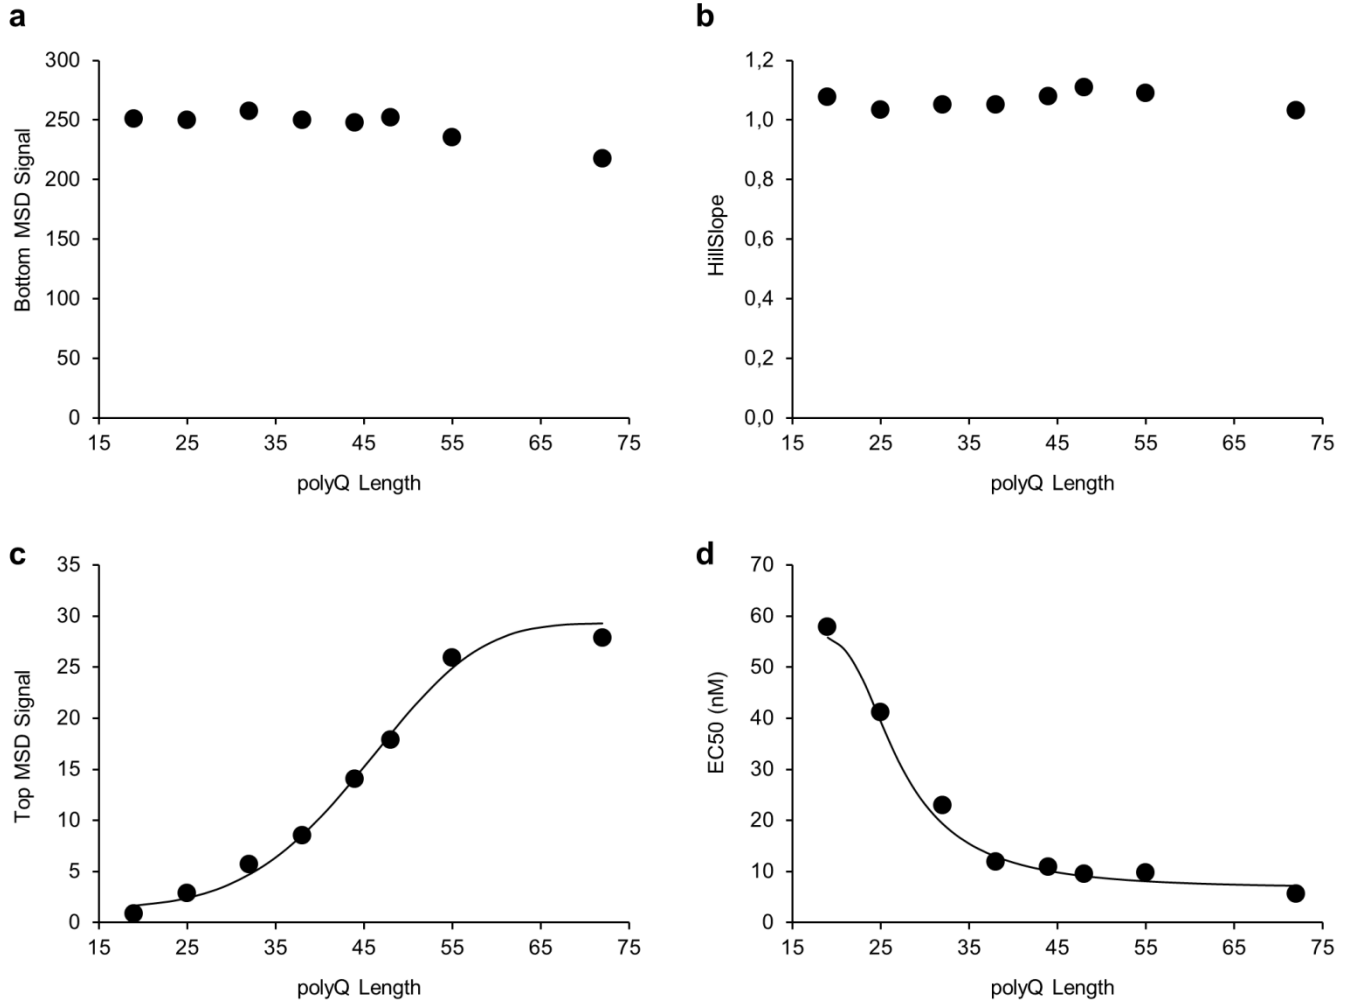 a
300
250
200
150
100
50
0
Bottom MSD Signal
15 25 35 45 55 65 75
polyQ Length
b
1,2
1,0
0,8
0,6
0,4
0,2
0,0
HillSlope
15 25 35 45 55 65 75
polyQ Length
c
35
30
25
20
15
10
5
0
Top MSD Signal
15 25 35 45 55 65 75
polyQ Length
d
70
60
50
40
30
20
10
0
EC50 (nM)
15 25 35 45 55 65 75
polyQ Length